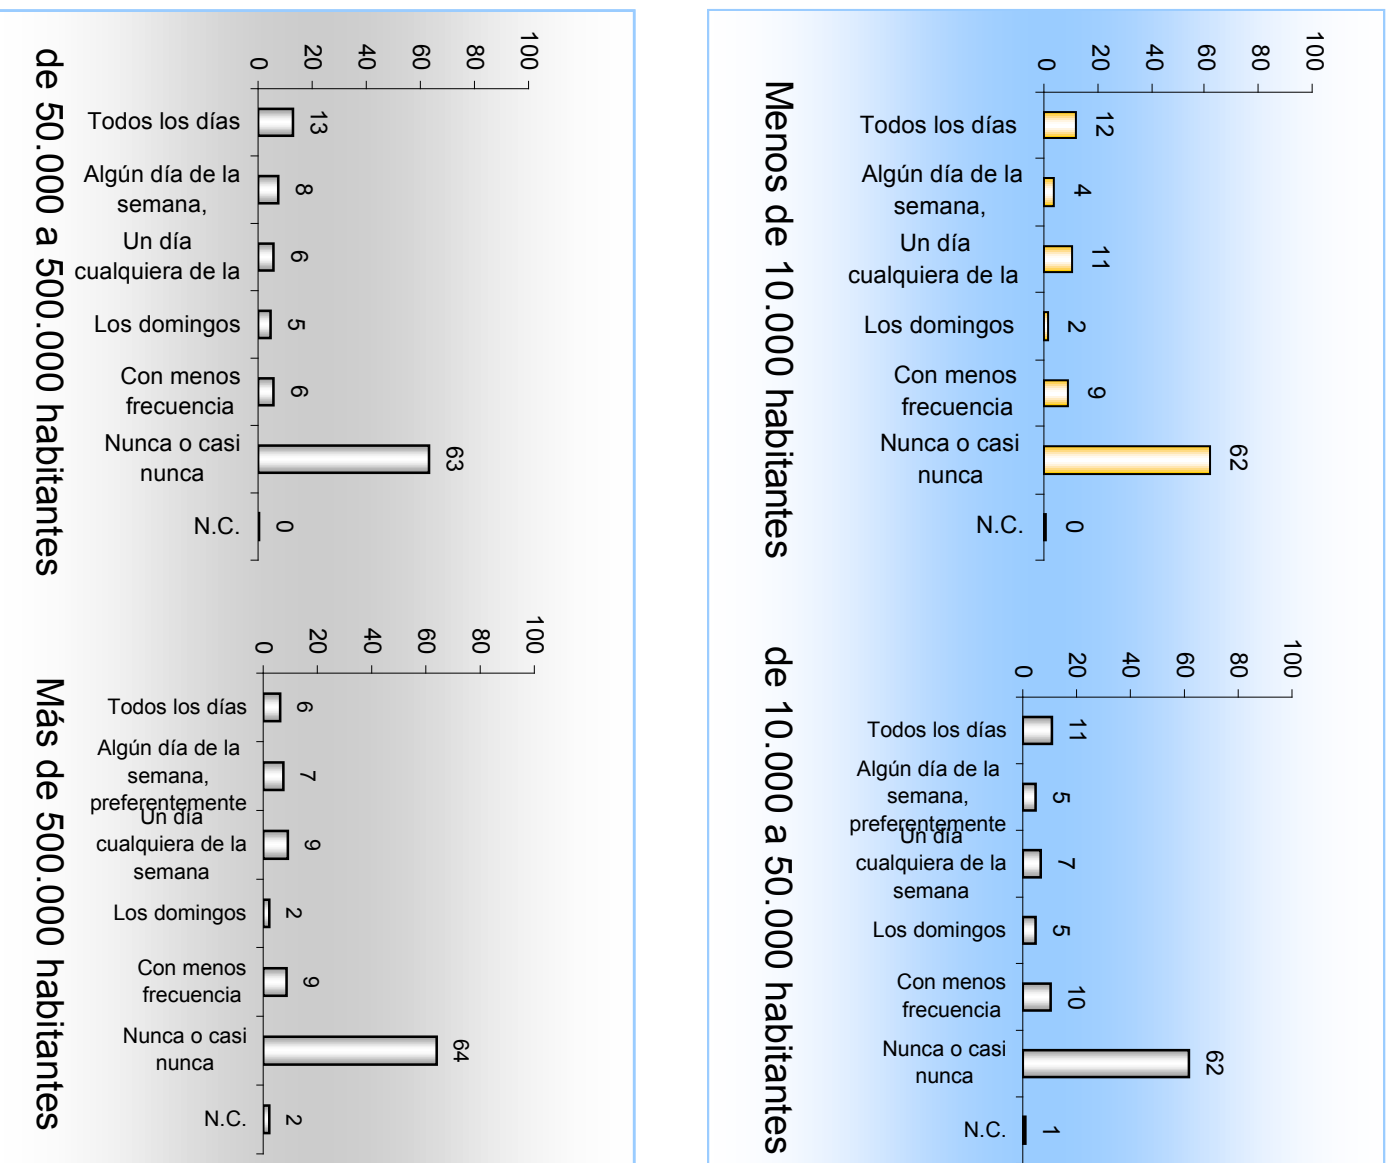 100
80
60
40
20
0
13
8
6
5
6
63
0
Todos los días
Algún día de la
semana,
Un día
cualquiera de la
Los domingos
Con menos
frecuencia
Nunca o casi
nunca
N.C.
de 50.000 a 500.000 habitantes
100
80
60
40
20
0
12
4
11
2
9
62
0
Todos los días
Algún día de la
semana,
Un día
cualquiera de la
Los domingos
Con menos
frecuencia
Nunca o casi
nunca
N.C.
Menos de 10.000 habitantes
100
80
60
40
20
0
6
7
9
2
9
64
2
Todos los días
Algún día de la
semana,
preferentemente
Un día
cualquiera de la
semana
Los domingos
Con menos
frecuencia
Nunca o casi
nunca
N.C.
Más de 500.000 habitantes
100
80
60
40
20
0
11
5
7
5
10
62
1
Todos los días
Algún día de la
semana,
preferentemente
Un día
cualquiera de la
semana
Los domingos
Con menos
frecuencia
Nunca o casi
nunca
N.C.
de 10.000 a 50.000 habitantes